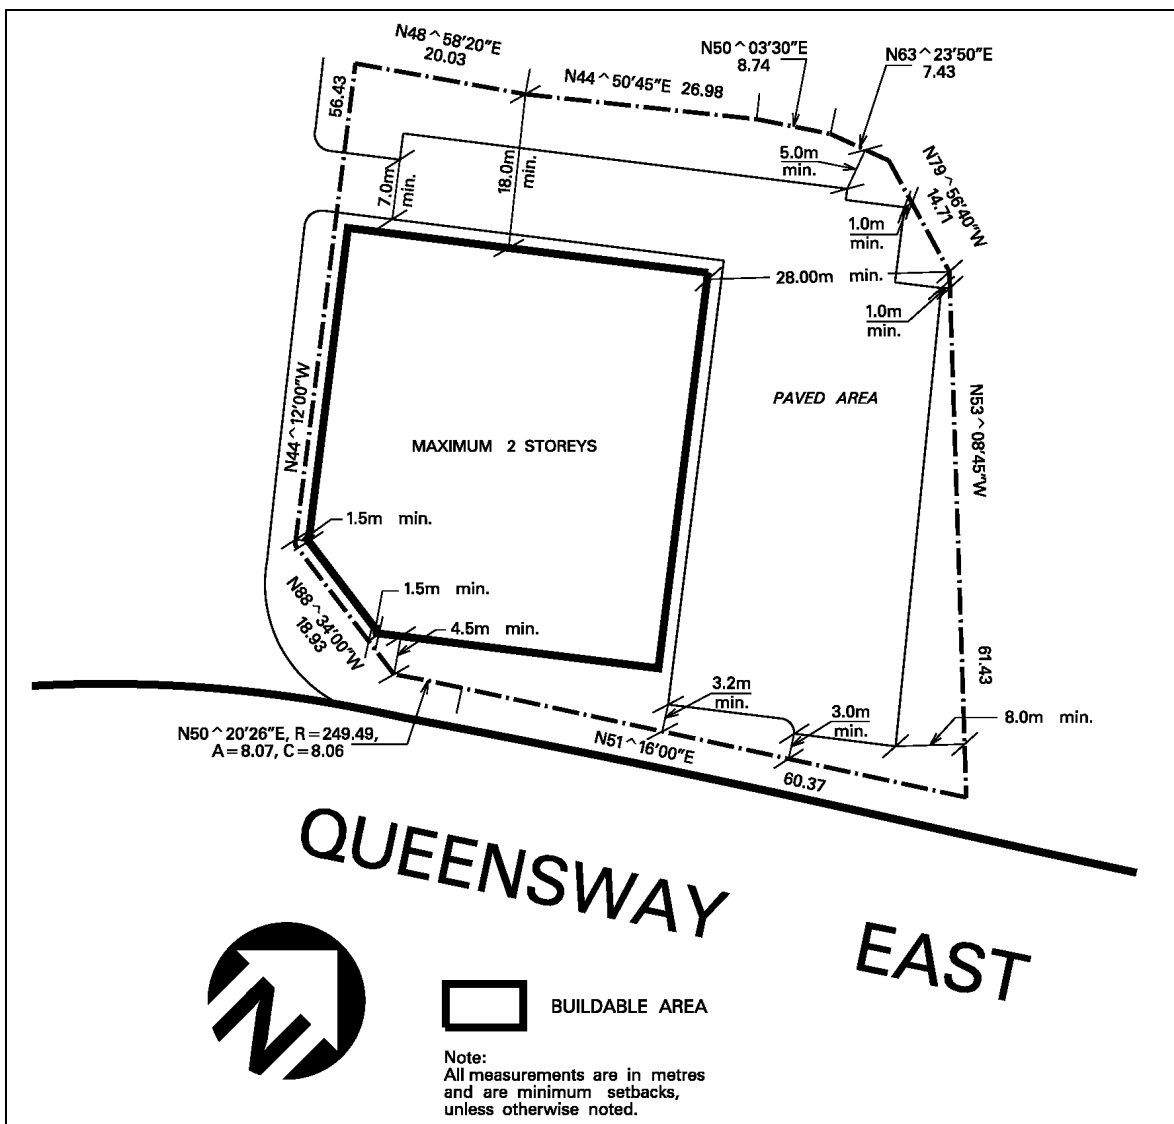 N48^58'20"E
20.03
N50^03'30"E
8.74
N63^23'50"E
7.43
N44^50'45"E 26.98
56.43
5.0m
min.
N79^56'40"W
14.71
7.0m
min.
18.0m
min.
1.0m
min.
28.00m min.
1.0m
min.
PAVED AREA
N53^08'45"W
N44^12'00"W
MAXIMUM 2 STOREYS
1.5m min.
1.5m min.
N88^34'00"W
18.93
4.5m min.
61.43
3.2m
min.
3.0m
min.
8.0m min.
N50^20'26"E, R=249.49,
A=8.07, C=8.06
N51^16'00"E
60.37
QUEENSWAY EAST
N
BUILDABLE AREA
Note:
All measurements are in metres
and are minimum setbacks,
unless otherwise noted.